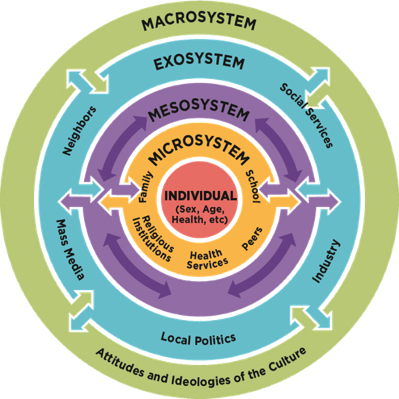 MACROSYSTEM
EXOSYSTEM
MESOSYSTEM
MICROSYSTEM
INDIVIDUAL
(Sex, Age,
Health, etc)
Family
School
Religious
Institutions
Health
Services
Peers
Neighbors
Social Services
Mass Media
Industry
Local Politics
Attitudes and Ideologies of the Culture